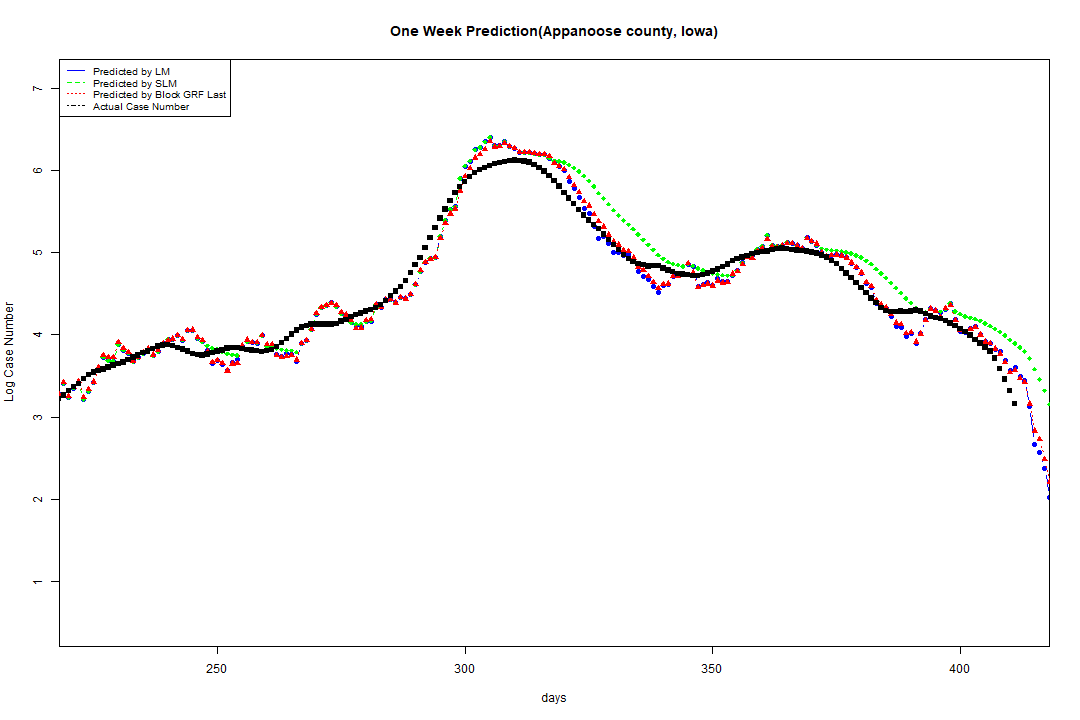 One Week Prediction(Appanoose county, Iowa)
Predicted by LM
Predicted by SLM
Predicted by Block GRF Last
Actual Case Number
7
6
5
4
3
2
1
Log Case Number
250 300 350 400
days